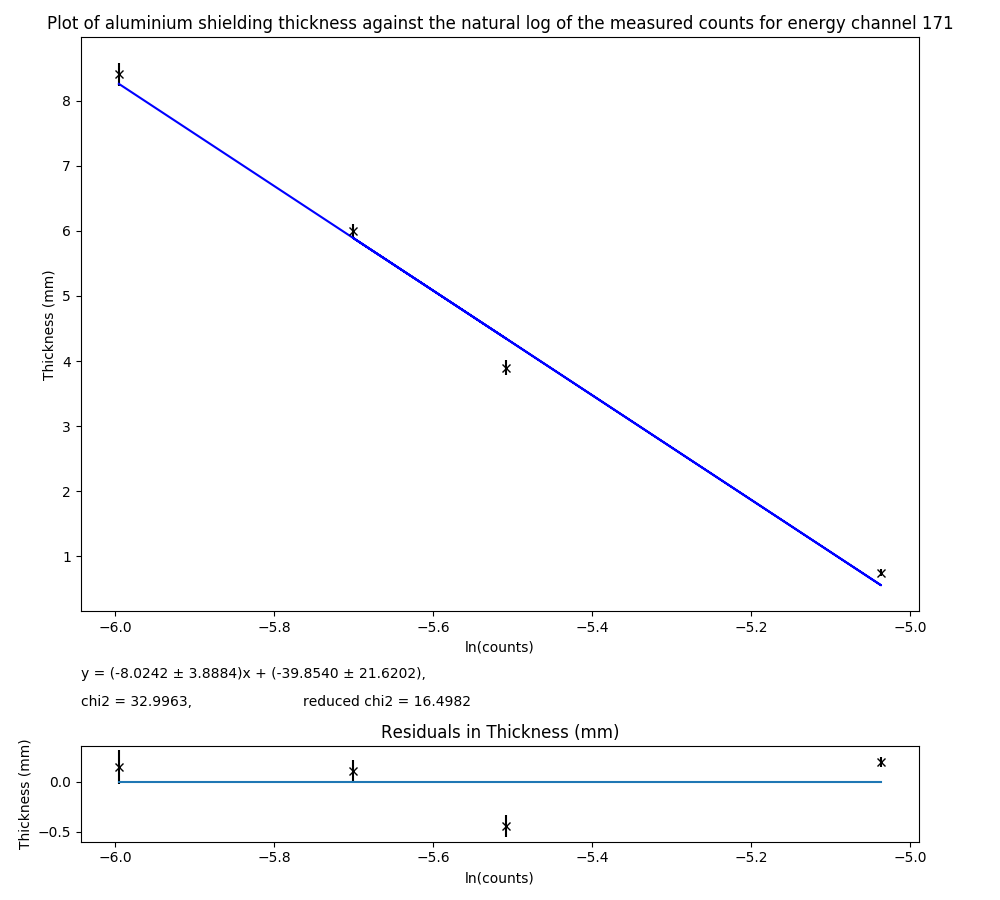 Plot of aluminium shielding thickness against the natural log of the measured counts for energy channel 171
8
7
6
5
4
3
2
1
Thickness (mm)
−6.0 −5.8 −5.6 −5.4 −5.2 −5.0
ln(counts)
y = (-8.0242 ± 3.8884)x + (-39.8540 ± 21.6202),
chi2 = 32.9963, reduced chi2 = 16.4982
Residuals in Thickness (mm)
0.0
−0.5
Thickness (mm)
−6.0 −5.8 −5.6 −5.4 −5.2 −5.0
ln(counts)